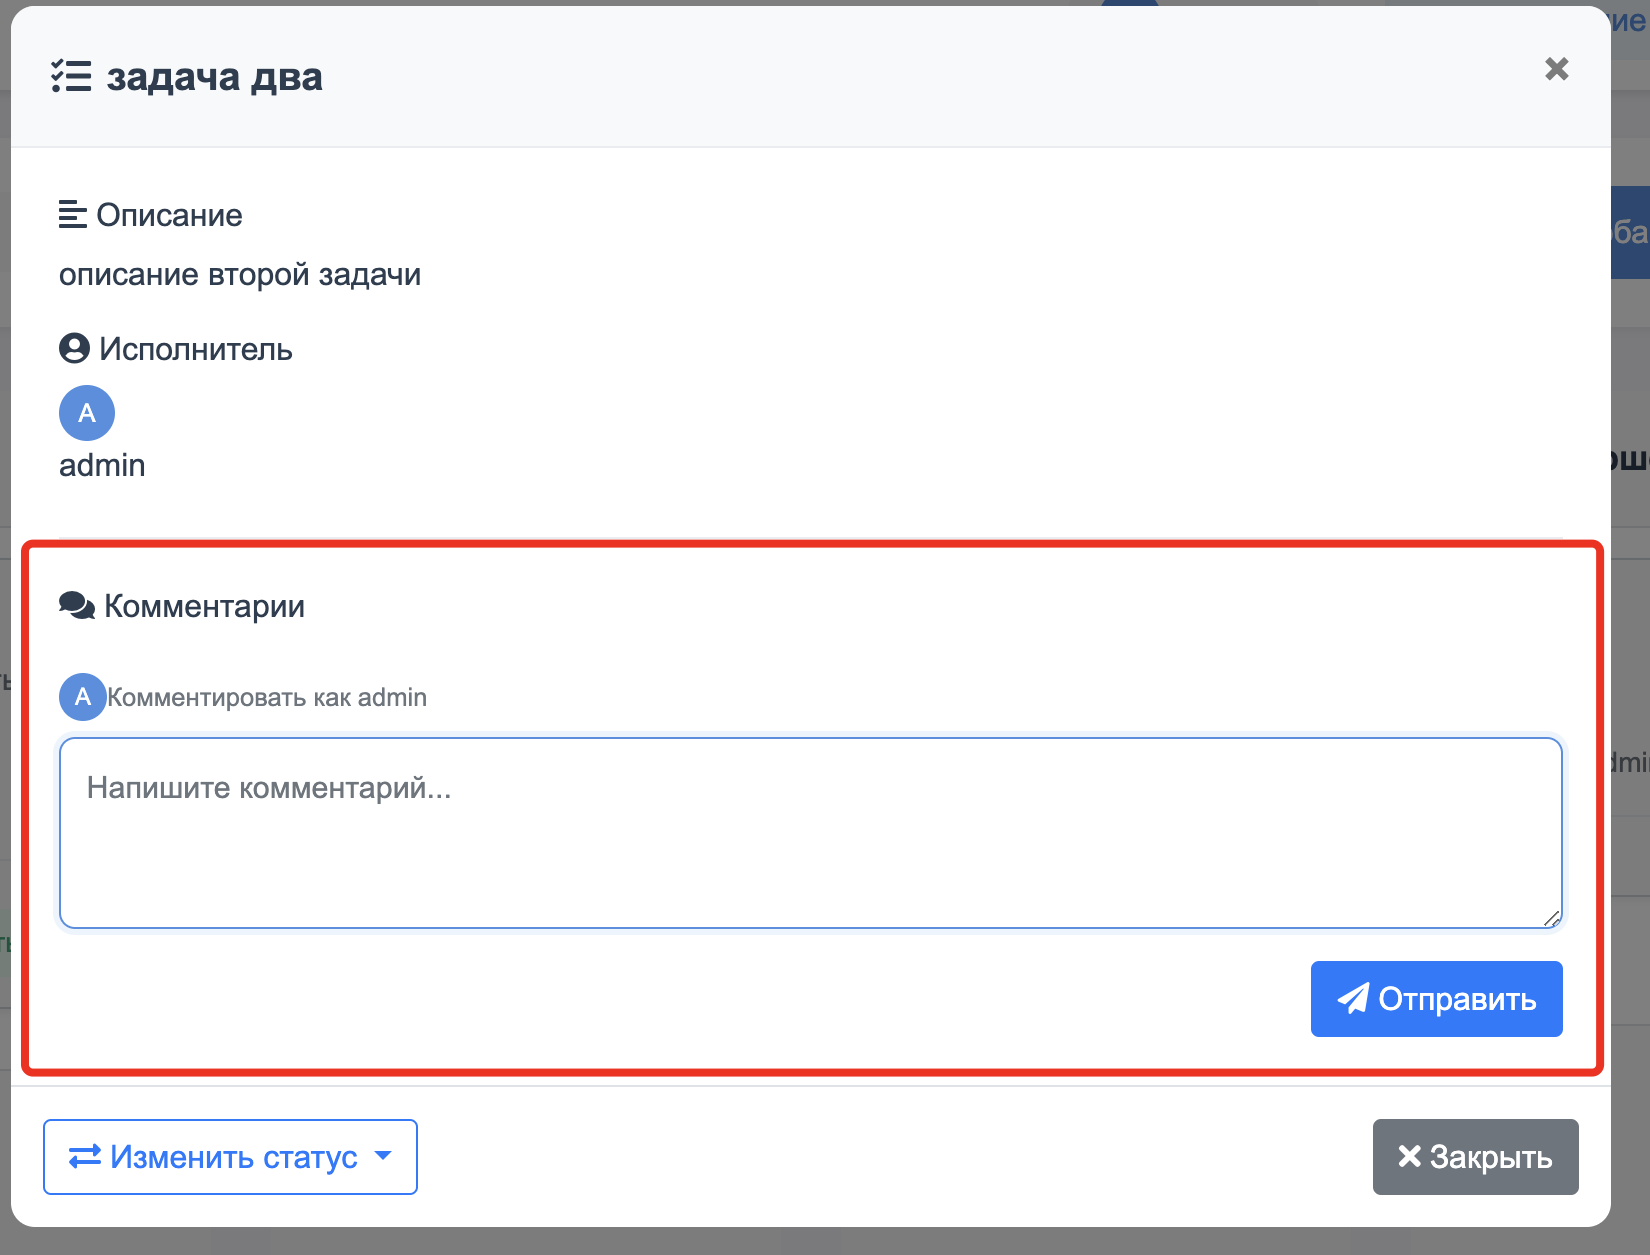 задача два
Описание
описание второй задачи
Исполнитель
A
admin
Комментарии
A Комментировать как admin
Напишите комментарий...
Отправить
Изменить статус
Закрыть